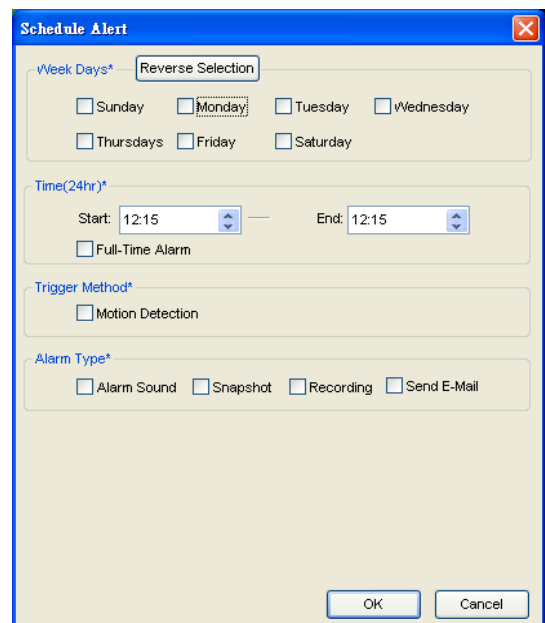 Schedule Alert
Week Days* Reverse Selection
Sunday Monday Tuesday Wednesday
Thursdays Friday Saturday
Time(24hr)*
Start: 12:15 End: 12:15
Full-Time Alarm
Trigger Method*
Motion Detection
Alarm Type*
Alarm Sound Snapshot Recording Send E-Mail
OK Cancel